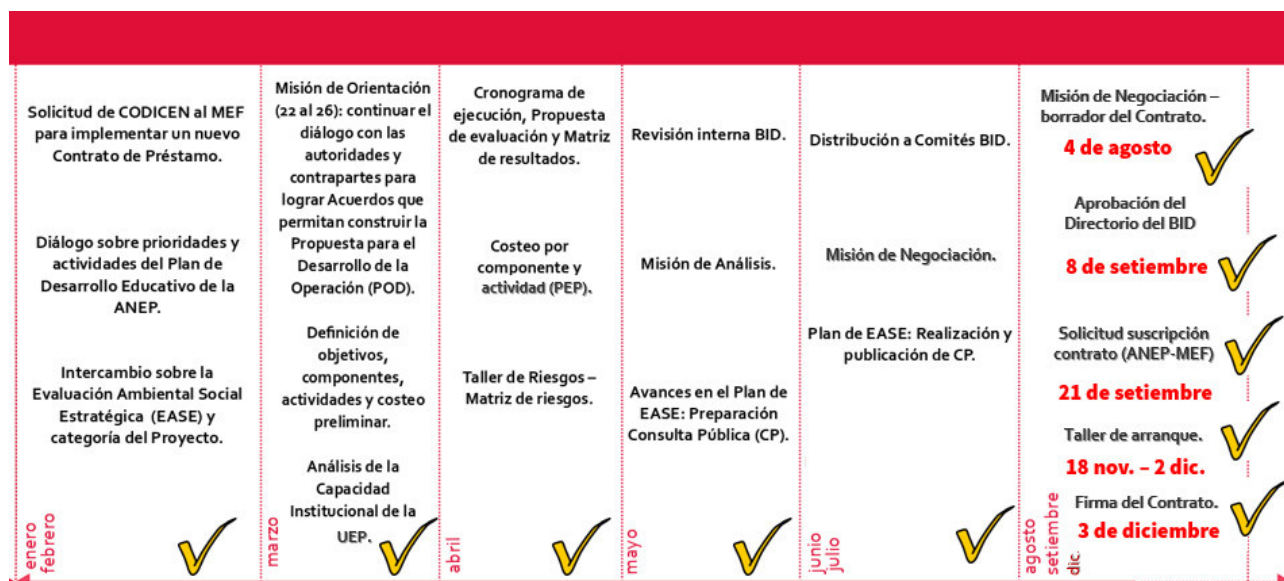 Solicitud de CODICEN al MEF
para implementar un nuevo
Contrato de Préstamo.
Diálogo sobre prioridades y
actividades del Plan de
Desarrollo Educativo de la
ANEP.
Intercambio sobre la
Evaluación Ambiental Social
Estratégica (EASE) y
categoría del Proyecto.
enero
febrero
Misión de Orientación
(22 al 26): continuar el
diálogo con las
autoridades y
contrapartes para
lograr Acuerdos que
permitan construir la
Propuesta para el
Desarrollo de la
Operación (POD).
Definición de
objetivos,
componentes,
actividades y costeo
preliminar.
Análisis de la
Capacidad
Institucional de la
UEP.
marzo
Cronograma de
ejecución, Propuesta
de evaluación y Matriz
de resultados.
Costeo por
componente y
actividad (PEP).
Taller de Riesgos –
Matriz de riesgos.
abril
Revisión interna BID.
Misión de Análisis.
Avances en el Plan de
EASE: Preparación
Consulta Pública (CP).
mayo
Distribución a Comités BID.
Misión de Negociación.
Plan de EASE: Realización y
publicación de CP.
junio
julio
Misión de Negociación –
borrador del Contrato.
4 de agosto
Aprobación del
Directorio del BID
8 de setiembre
Solicitud suscripción
contrato (ANEP-MEF)
21 de setiembre
Taller de arranque.
18 nov. – 2 dic.
Firma del Contrato.
3 de diciembre
agosto
setiembre
dic.